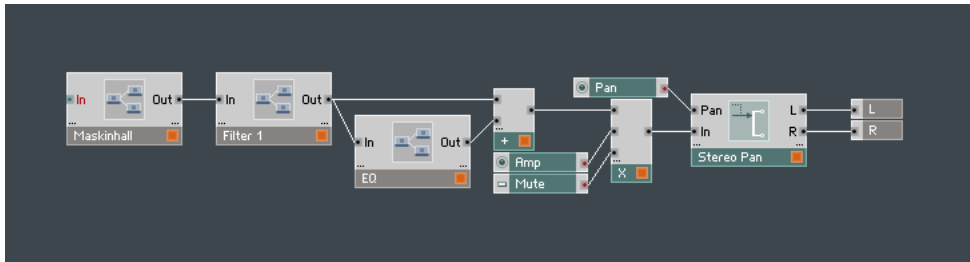 In Out
...
...
Maskinhall
In Out
...
...
Filter 1
In Out
...
...
EQ
...
+
Amp
Mute
Pan
...
X
Pan L
In R
...
...
Stereo Pan
L
R